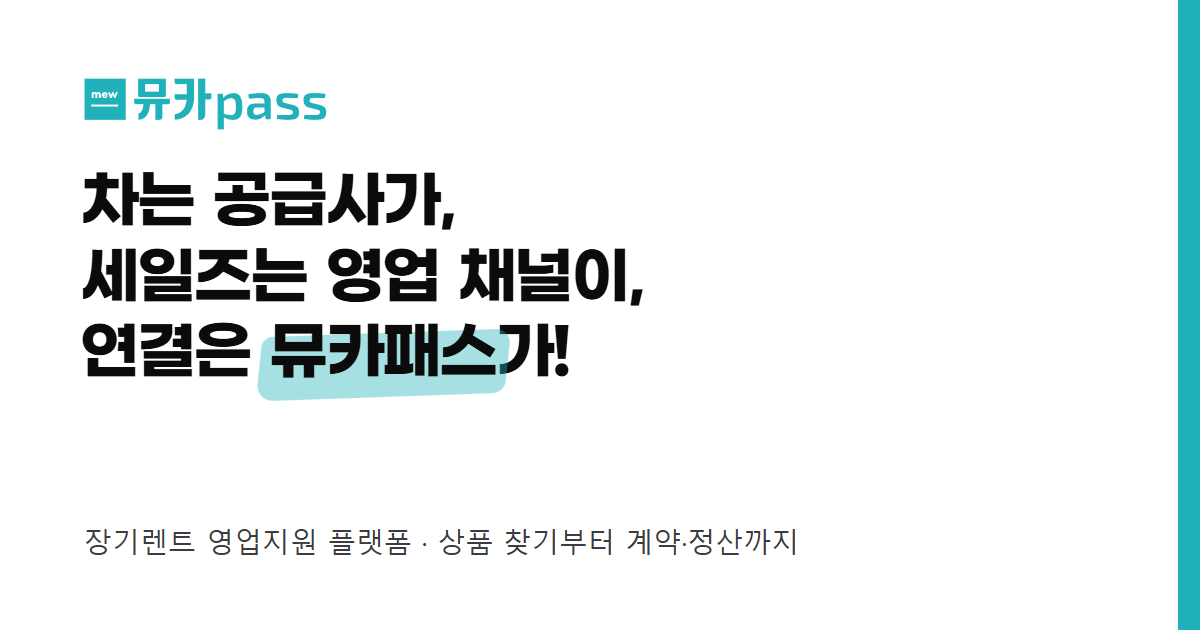 mew 뮤카pass
차는 공급사가,
세일즈는 영업 채널이,
연결은 뮤카패스가!
장기렌트 영업지원 플랫폼 · 상품 찾기부터 계약·정산까지